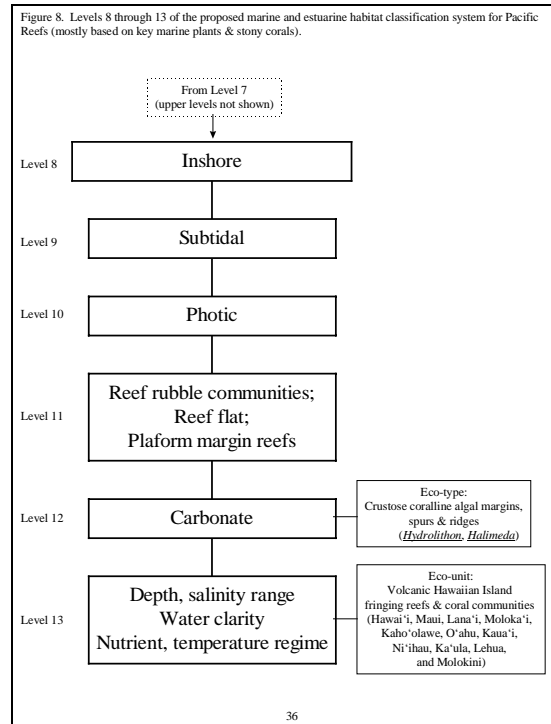 Figure 8. Levels 8 through 13 of the proposed marine and estuarine habitat classification system for Pacific
Reefs (mostly based on key marine plants & stony corals).
From Level 7
(upper levels not shown)
Level 8
Inshore
Level 9
Subtidal
Level 10
Photic
Level 11
Reef rubble communities;
Reef flat;
Plaform margin reefs
Level 12
Carbonate
Eco-type:
Crustose coralline algal margins,
spurs & ridges
(Hydrolithon, Halimeda)
Level 13
Depth, salinity range
Water clarity
Nutrient, temperature regime
Eco-unit:
Volcanic Hawaiian Island
fringing reefs & coral communities
(Hawai‘i, Maui, Lana‘i, Moloka‘i,
Kaho‘olawe, O‘ahu, Kaua‘i,
Ni‘ihau, Ka‘ula, Lehua,
and Molokini)
36